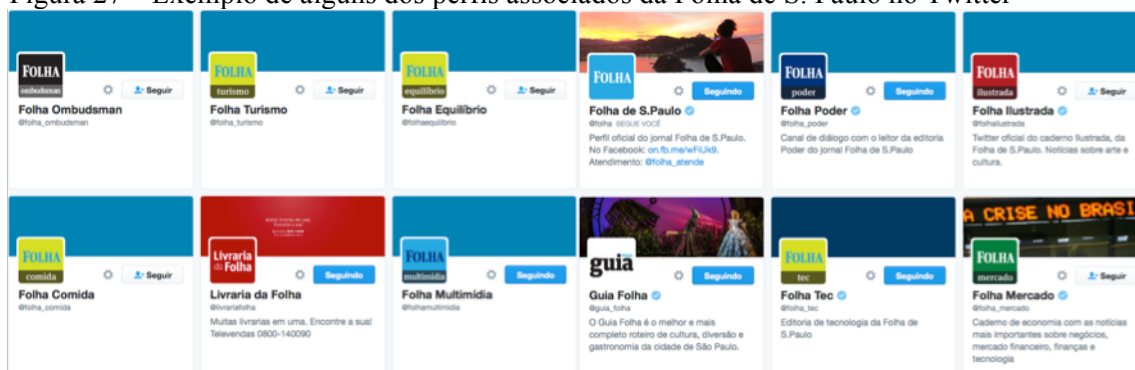 Figura 27 – Exemplo de alguns dos perfis associados da Folha de S. Paulo no Twitter
FOLHA
ombudsman
Seguir
Folha Ombudsman
@folha_ombudsman
FOLHA
turismo
Seguir
Folha Turismo
@folha_turismo
FOLHA
equilíbrio
Seguir
Folha Equilíbrio
@folhaequilibrio
FOLHA
Seguindo
Folha de S.Paulo
@folha SEGUE VOCÊ
Perfil oficial do jornal Folha de S.Paulo.
No Facebook: on.fb.me/wFiUk9.
Atendimento: @folha_atende
FOLHA
poder
Seguindo
Folha Poder
@folha_poder
Canal de diálogo com o leitor da editoria
Poder do jornal Folha de S.Paulo
FOLHA
ilustrada
Seguir
Folha Ilustrada
@folhailustrada
Twitter oficial do caderno Ilustrada, da
Folha de S.Paulo. Notícias sobre arte e
cultura.
FOLHA
comida
Seguir
Folha Comida
@folha_comida
Livraria
da Folha
Seguindo
Livraria da Folha
@livrariafolha
Muitas livrarias em uma. Encontre a sua!
Televendas 0800-140090
FOLHA
multimídia
Seguindo
Folha Multimídia
@folhamultimidia
guia
Seguindo
Guia Folha
@guia_folha
O Guia Folha é o melhor e mais
completo roteiro de cultura, diversão e
gastronomia da cidade de São Paulo.
FOLHA
tec
Seguindo
Folha Tec
@folha_tec
Editoria de tecnologia da Folha de
S.Paulo
A CRISE NO BRASI
FOLHA
mercado
Seguir
Folha Mercado
@folha_mercado
Caderno de economia com as notícias
mais importantes sobre negócios,
mercado financeiro, finanças e
tecnologia